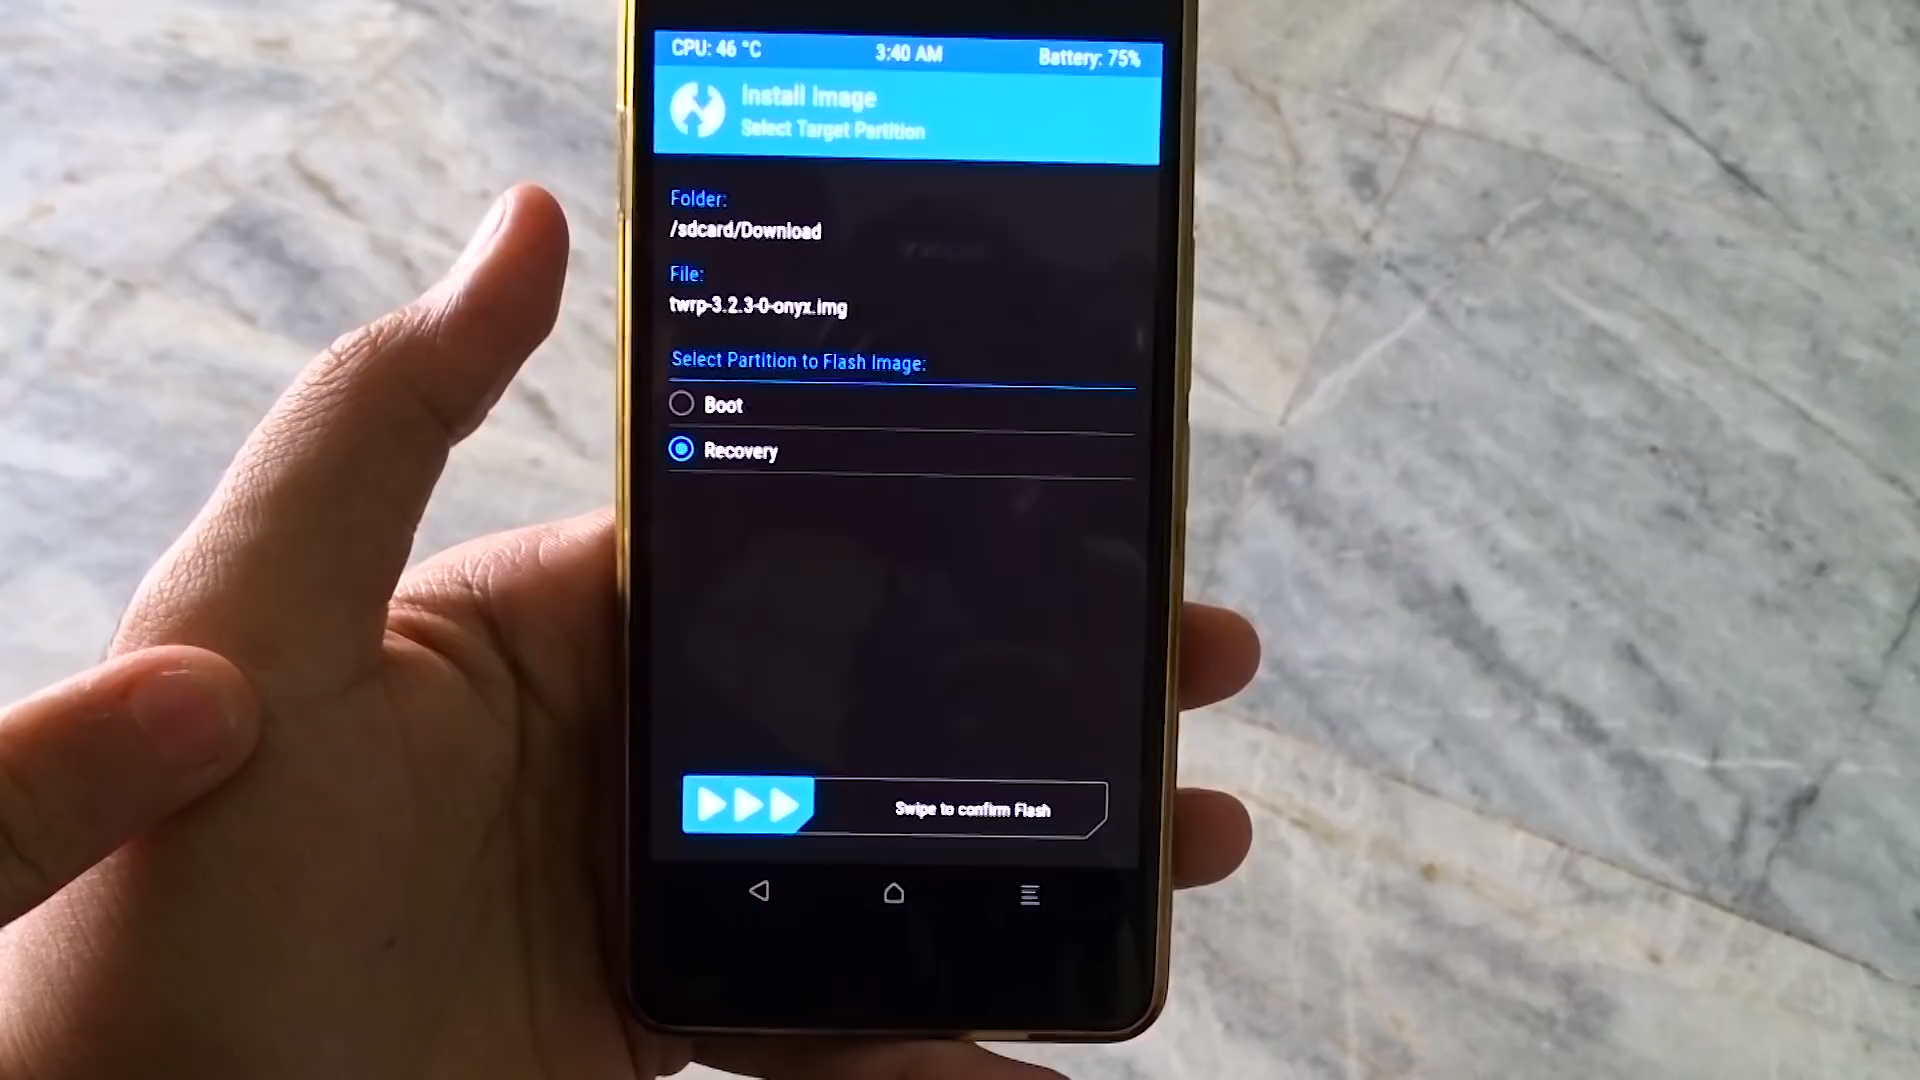 CPU: 46 °C 3:40 AM Battery: 75%
Install Image
Select Target Partition
Folder:
/sdcard/Download
File:
twrp-3.2.3-0-onyx.img
Select Partition to Flash Image:
Boot
Recovery
Swipe to confirm Flash